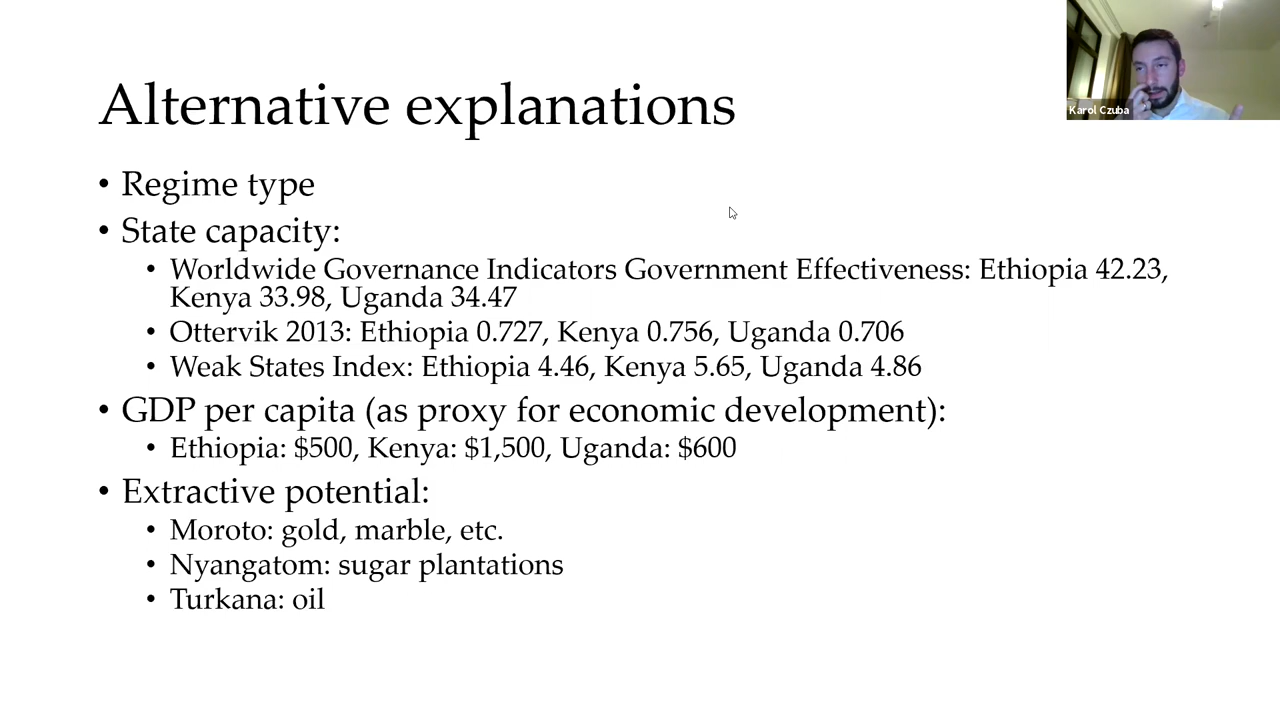 Alternative explanations
Karol Czuba
• Regime type
• State capacity:
• Worldwide Governance Indicators Government Effectiveness: Ethiopia 42.23,
Kenya 33.98, Uganda 34.47
• Ottervik 2013: Ethiopia 0.727, Kenya 0.756, Uganda 0.706
• Weak States Index: Ethiopia 4.46, Kenya 5.65, Uganda 4.86
• GDP per capita (as proxy for economic development):
• Ethiopia: $500, Kenya: $1,500, Uganda: $600
• Extractive potential:
• Moroto: gold, marble, etc.
• Nyangatom: sugar plantations
• Turkana: oil